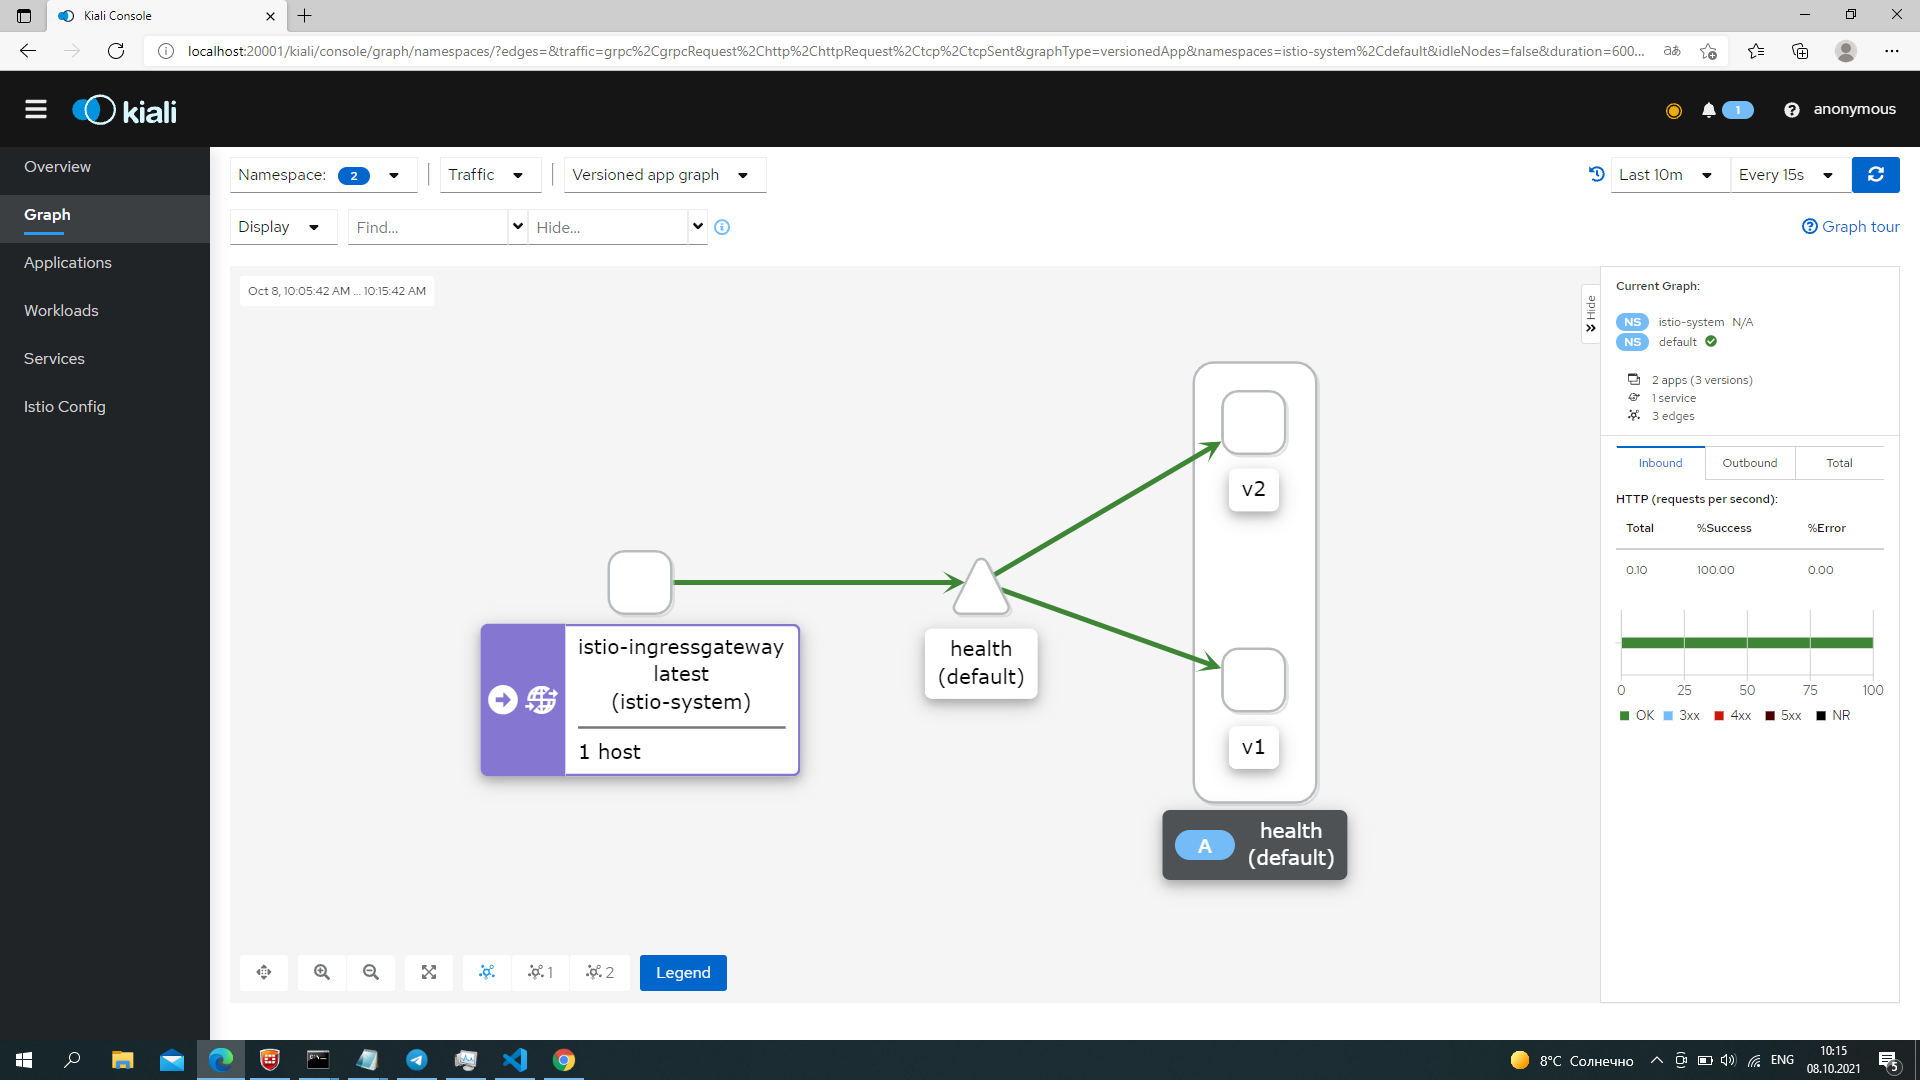 Kiali Console
localhost:20001/kiali/console/graph/namespaces/?edges=&traffic=grpc%2CgrpcRequest%2Chttp%2ChttpRequest%2Ctcp%2CtcpSent&graphType=versionedApp&namespaces=istio-system%2Cdefault&idleNodes=false&duration=600...
kiali
1
anonymous
Overview
Graph
Applications
Workloads
Services
Istio Config
Namespace: 2
Traffic
Versioned app graph
Last 10m
Every 15s
Display
Find...
Hide...
Graph tour
Oct 8, 10:05:42 AM ... 10:15:42 AM
Hide
v2
v1
istio-ingressgateway
latest
(istio-system)
1 host
health
(default)
A
health
(default)
1
2
Legend
Current Graph:
NS istio-system N/A
NS default
2 apps (3 versions)
1 service
3 edges
Inbound
Outbound
Total
HTTP (requests per second):
Total %Success %Error
0.10 100.00 0.00
0 25 50 75 100
OK 3xx 4xx 5xx NR
8°C Солнечно
ENG
10:15
08.10.2021
5